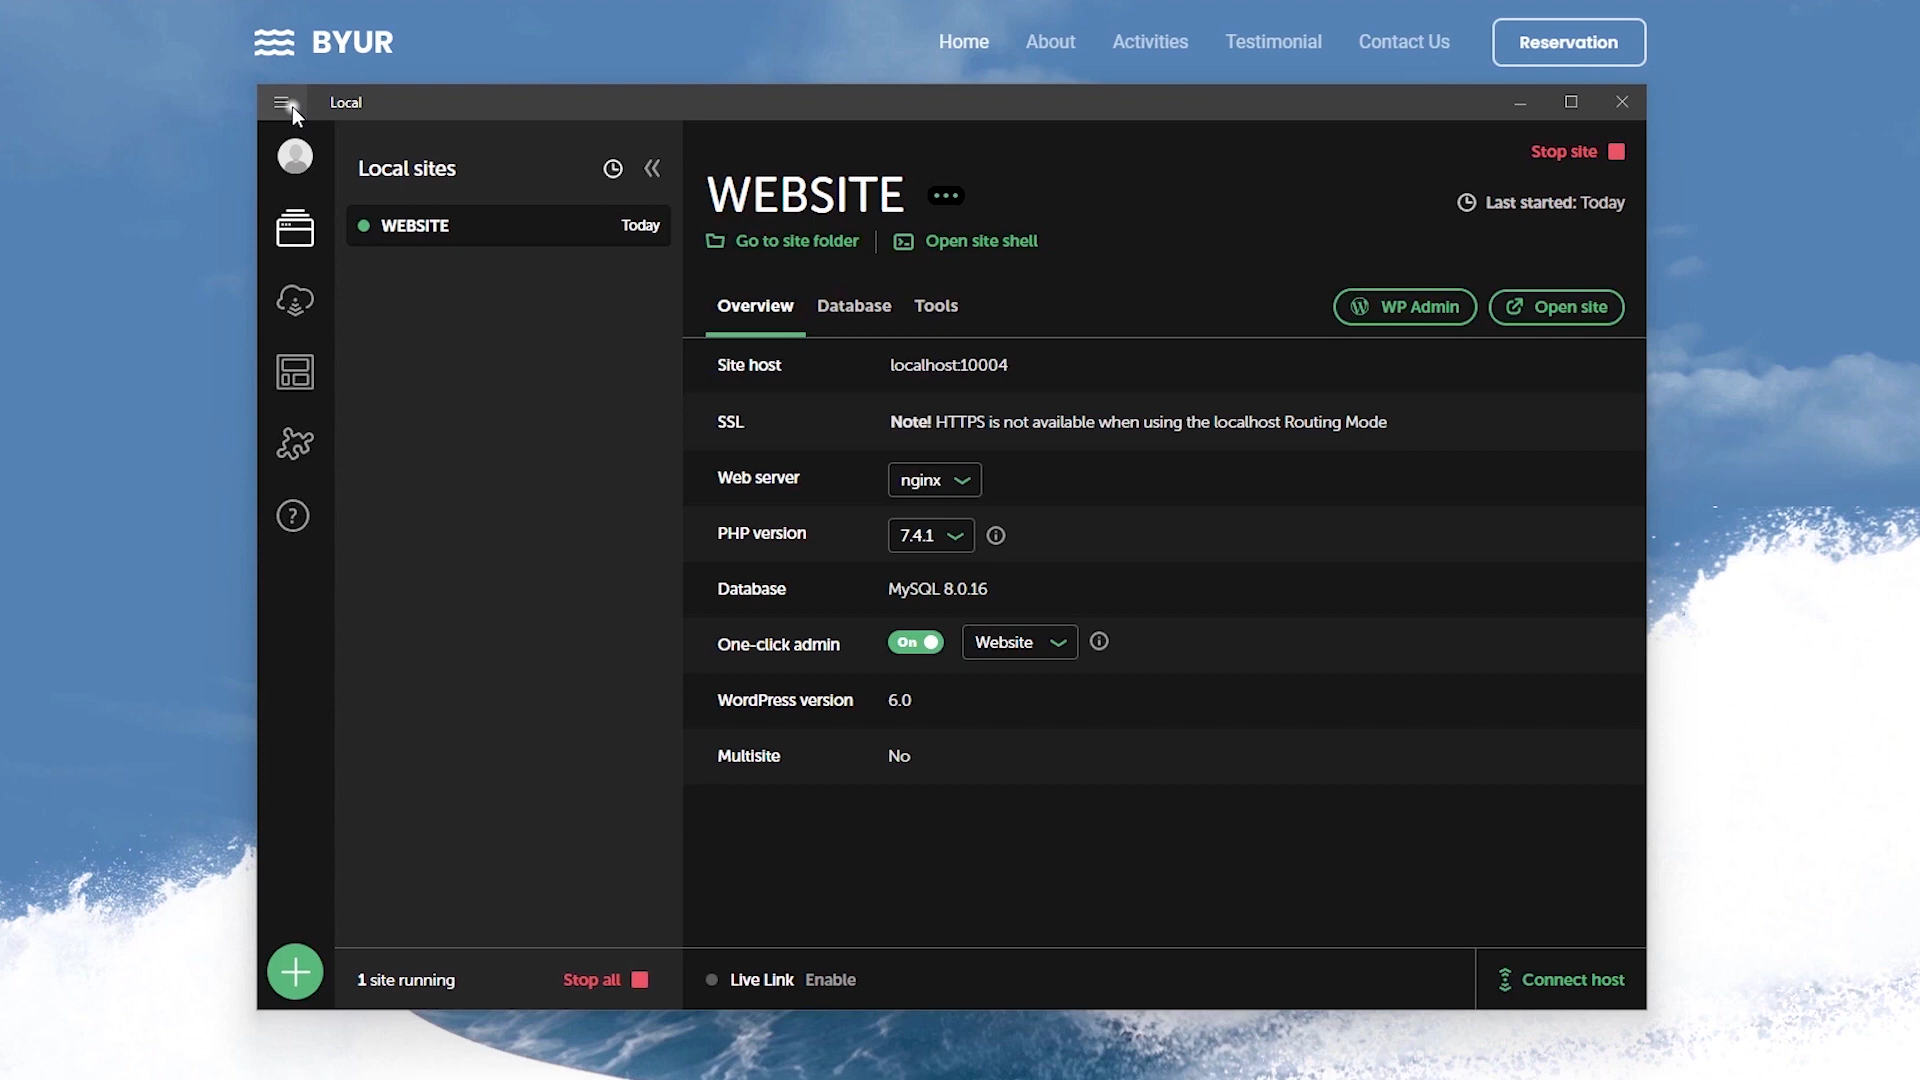 BYUR
Home About Activities Testimonial Contact Us Reservation
Local
Local sites
WEBSITE Today
Stop site
WEBSITE
Last started: Today
Go to site folder Open site shell
Overview Database Tools
WP Admin Open site
Site host localhost:10004
SSL Note! HTTPS is not available when using the localhost Routing Mode
Web server nginx
PHP version 7.4.1
Database MySQL 8.0.16
One-click admin On Website
WordPress version 6.0
Multisite No
1 site running Stop all
Live Link Enable
Connect host